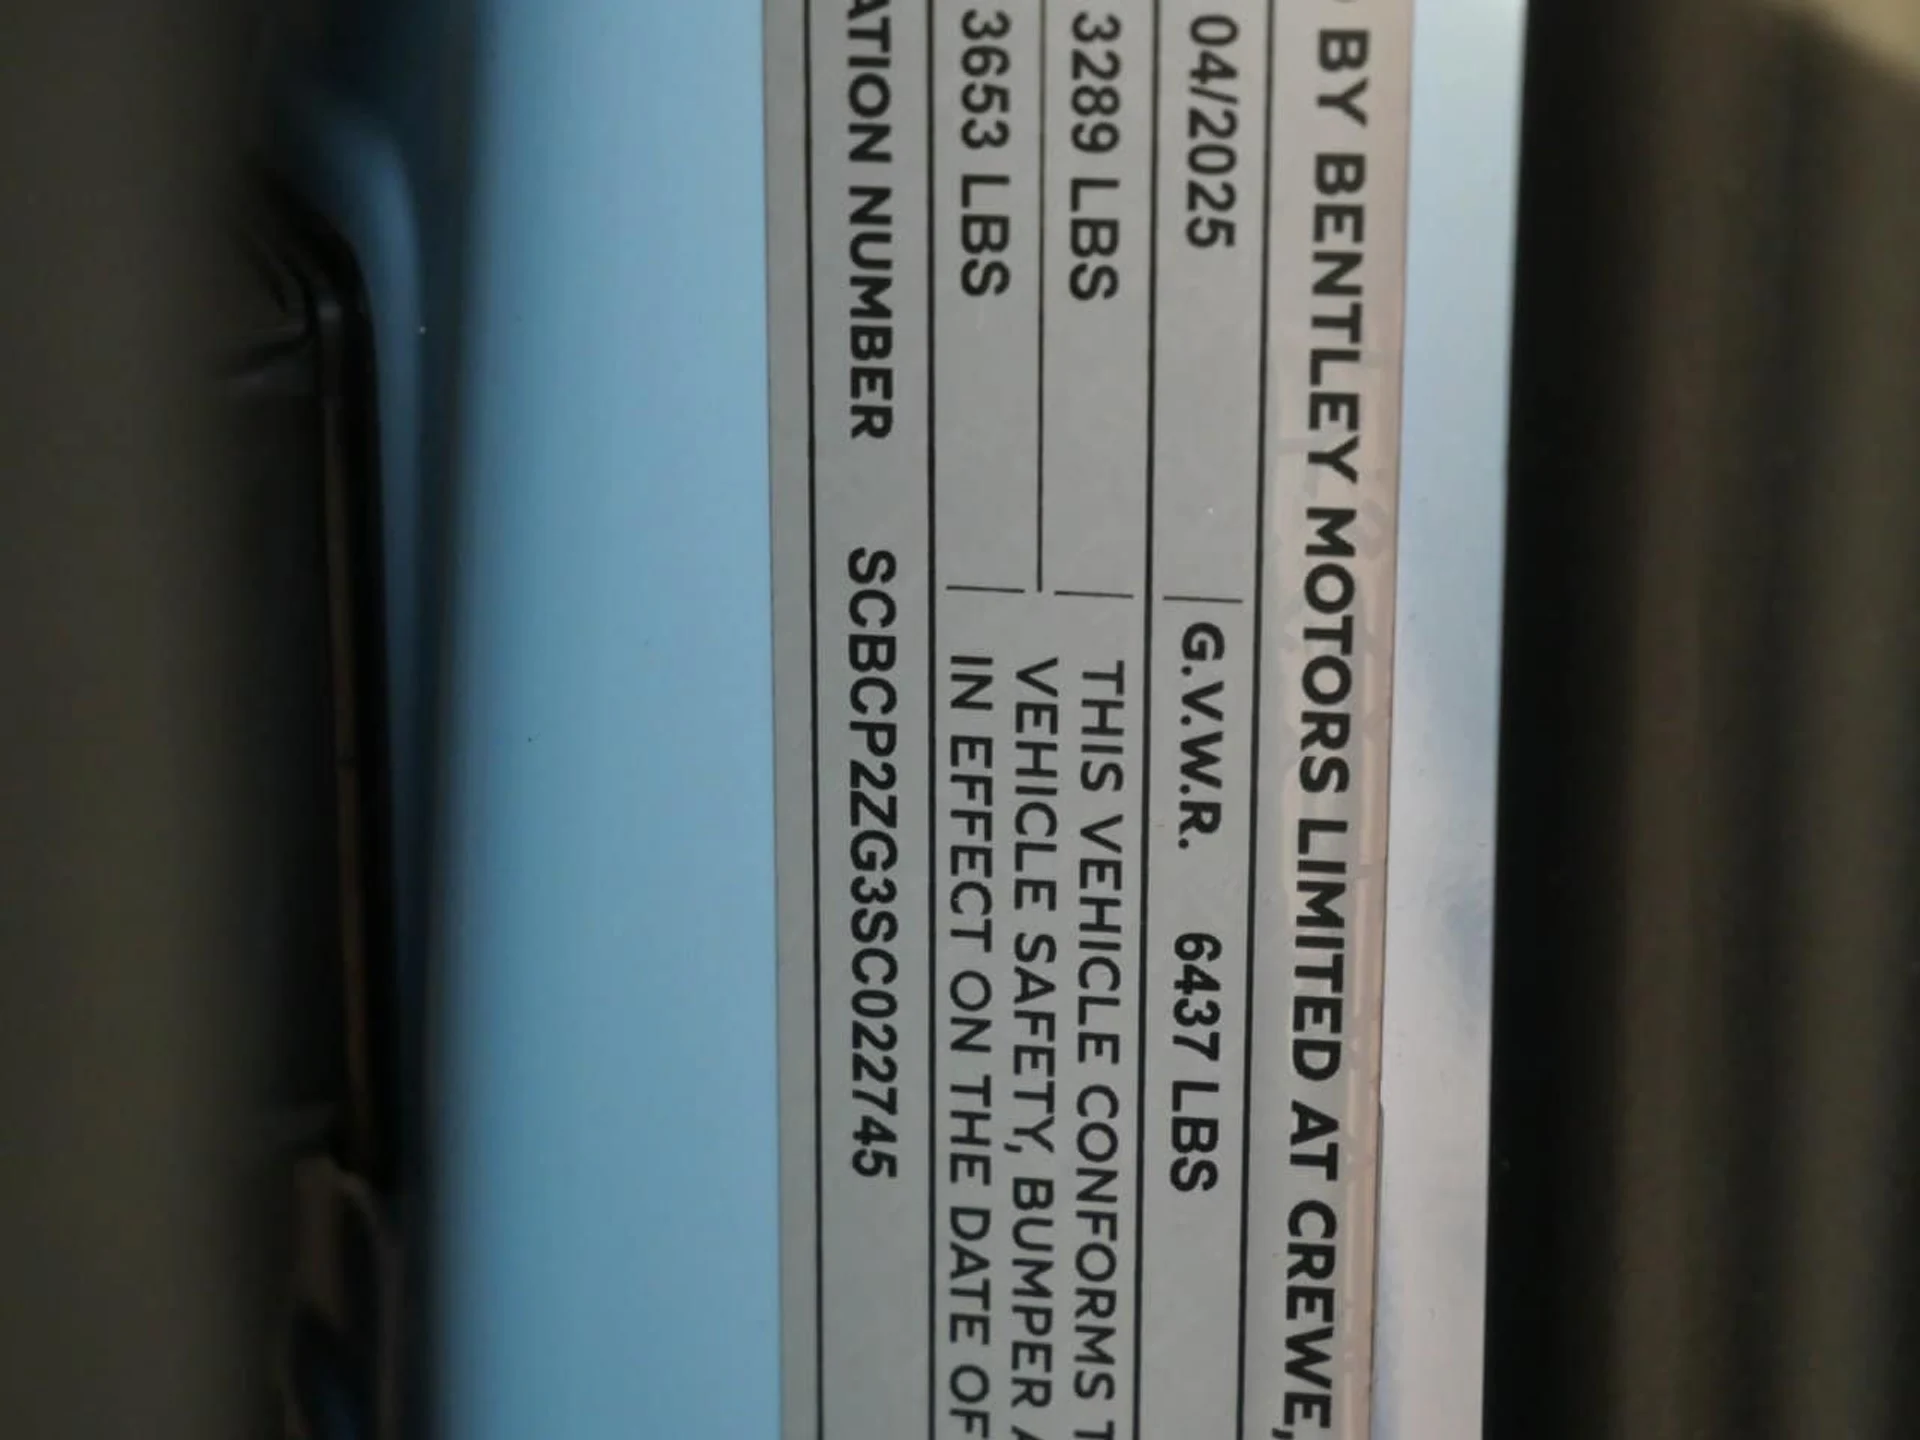 BY BENTLEY MOTORS LIMITED AT CREWE,
04/2025 G.V.W.R. 6437 LBS
3289 LBS THIS VEHICLE CONFORMS T
VEHICLE SAFETY, BUMPER A
3653 LBS IN EFFECT ON THE DATE OF
ATION NUMBER SCBCP2ZG3SC022745